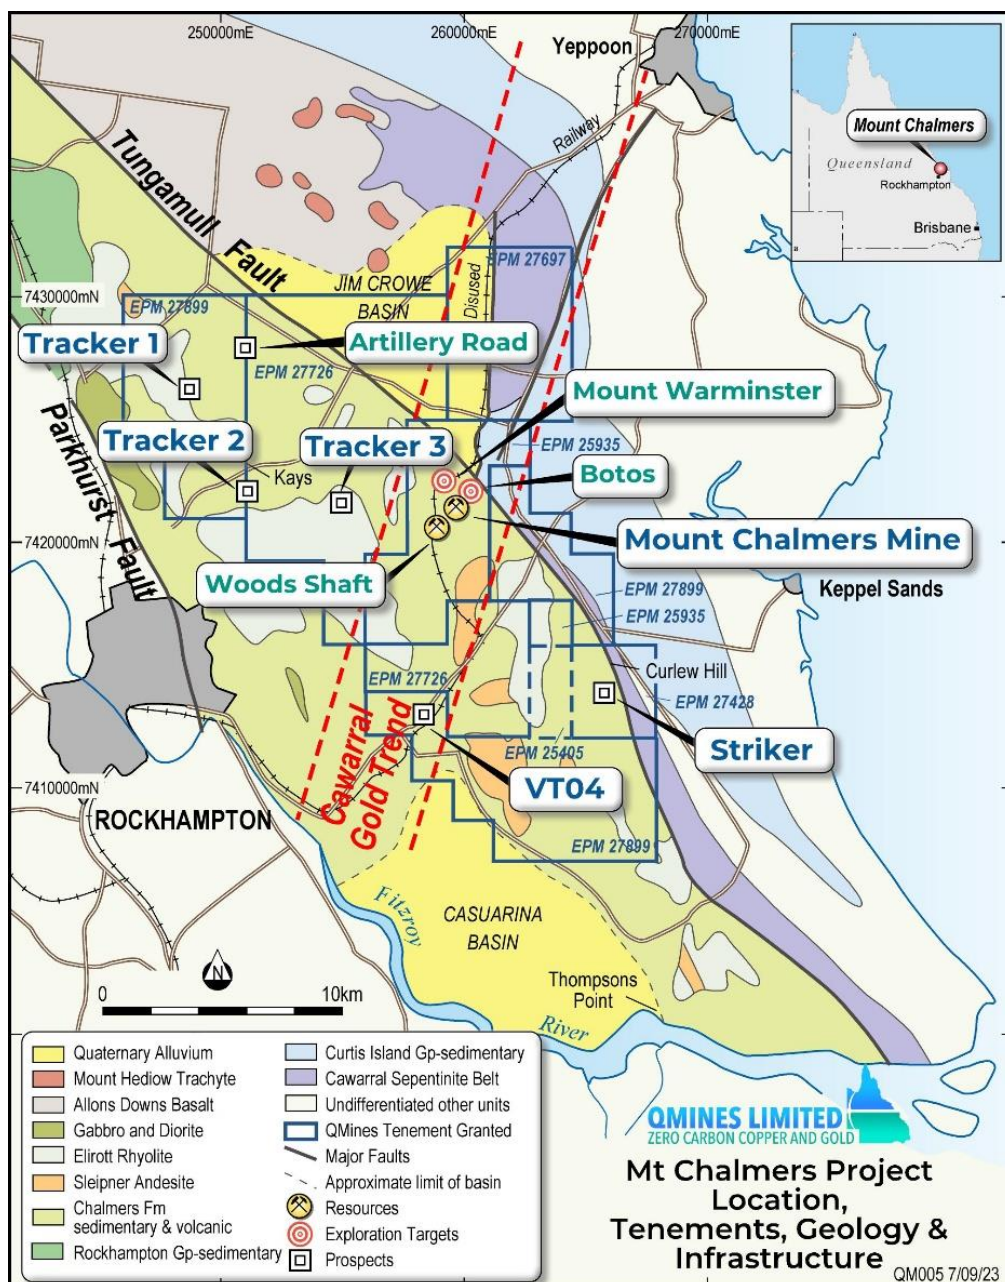 250000mE
260000mE
270000mE
Yeppoon
Railway
Mount Chalmers
Queensland
Rockhampton
Brisbane
Tungamull Fault
EPM 27697
JIM CROWE
BASIN
Disused
7430000mN
EPM 27899
Tracker 1
Artillery Road
EPM 27726
Mount Warminster
Parkhurst Fault
Tracker 2
Tracker 3
EPM 25935
Kays
Botos
Mount Chalmers Mine
7420000mN
Woods Shaft
Keppel Sands
EPM 27899
EPM 25935
Curlew Hill
EPM 27726
EPM 27428
Cawarral
Gold Trend
Striker
EPM 25405
VT04
7410000mN
ROCKHAMPTON
EPM 27899
Fitzroy
CASUARINA
BASIN
Thompsons
Point
River
N
0
10km
Quaternary Alluvium
Mount Hedlow Trachyte
Allons Downs Basalt
Gabbro and Diorite
Elirott Rhyolite
Sleipner Andesite
Chalmers Fm
sedimentary & volcanic
Rockhampton Gp-sedimentary
Curtis Island Gp-sedimentary
Cawarral Sepentinite Belt
Undifferentiated other units
QMines Tenement Granted
Major Faults
Approximate limit of basin
Resources
Exploration Targets
Prospects
QMINES LIMITED
ZERO CARBON COPPER AND GOLD
Mt Chalmers Project
Location,
Tenements, Geology &
Infrastructure
QM005 7/09/23